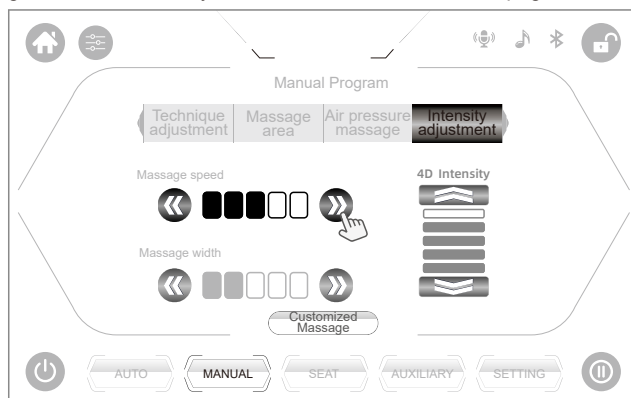 Manual Program
Technique adjustment
Massage area
Air pressure massage
Intensity adjustment
Massage speed
4D Intensity
Massage width
Customized
Massage
AUTO
MANUAL
SEAT
AUXILIARY
SETTING